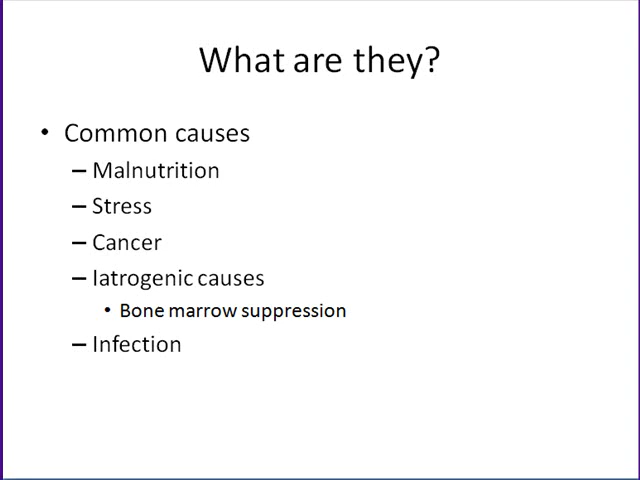 What are they?
• Common causes
– Malnutrition
– Stress
– Cancer
– Iatrogenic causes
• Bone marrow suppression
– Infection